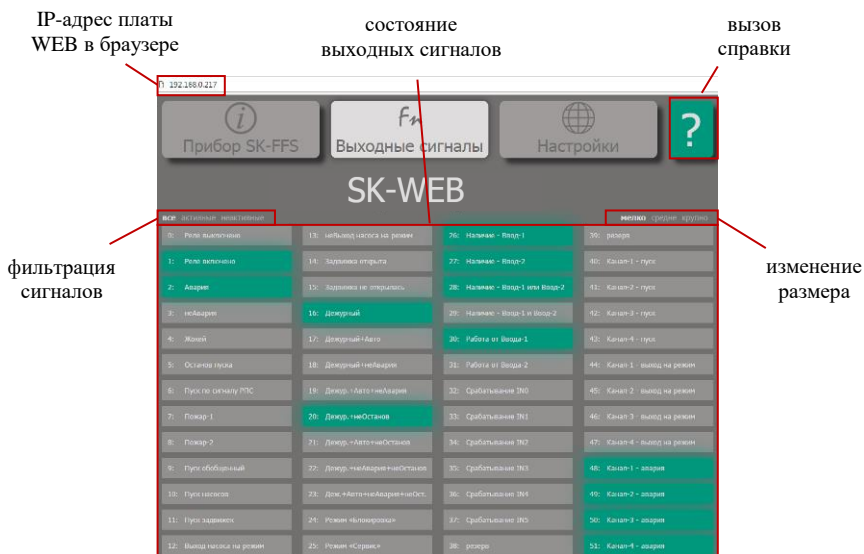 IP-адрес платы
WEB в браузере
состояние
выходных сигналов
вызов
справки
192.168.0.217
Прибор SK-FFS
Fn
Выходные сигналы
Настройки
?
SK-WEB
все активные неактивные
мелко средне крупно
фильтрация
сигналов
изменение
размера
0: Реле выключено
1: Реле включено
2: Авария
3: неАвария
4: Жокей
5: Останов пуска
6: Пуск по сигналу РПС
7: Пожар-1
8: Пожар-2
9: Пуск обобщенный
10: Пуск насосов
11: Пуск задвижек
12: Выход насоса на режим
13: неВыход насоса на режим
14: Задвижка открыта
15: Задвижка не открылась
16: Дежурный
17: Дежурный+Авто
18: Дежурный+неАвария
19: Дежур.+Авто+неАвария
20: Дежур.+неОстанов
21: Дежур.+Авто+неОстанов
22: Дежур.+неАвария+неОстанов
23: Деж.+Авто+неАвария+неОст.
24: Режим «Блокировка»
25: Режим «Сервис»
26: Наличие - Ввод-1
27: Наличие - Ввод-2
28: Наличие - Ввод-1 или Ввод-2
29: Наличие - Ввод-1 и Ввод-2
30: Работа от Ввода-1
31: Работа от Ввода-2
32: Срабатывание IN0
33: Срабатывание IN1
34: Срабатывание IN2
35: Срабатывание IN3
36: Срабатывание IN4
37: Срабатывание IN5
38: резерв
39: резерв
40: Канал-1 - пуск
41: Канал-2 - пуск
42: Канал-3 - пуск
43: Канал-4 - пуск
44: Канал-1 - выход на режим
45: Канал-2 - выход на режим
46: Канал-3 - выход на режим
47: Канал-4 - выход на режим
48: Канал-1 - авария
49: Канал-2 - авария
50: Канал-3 - авария
51: Канал-4 - авария